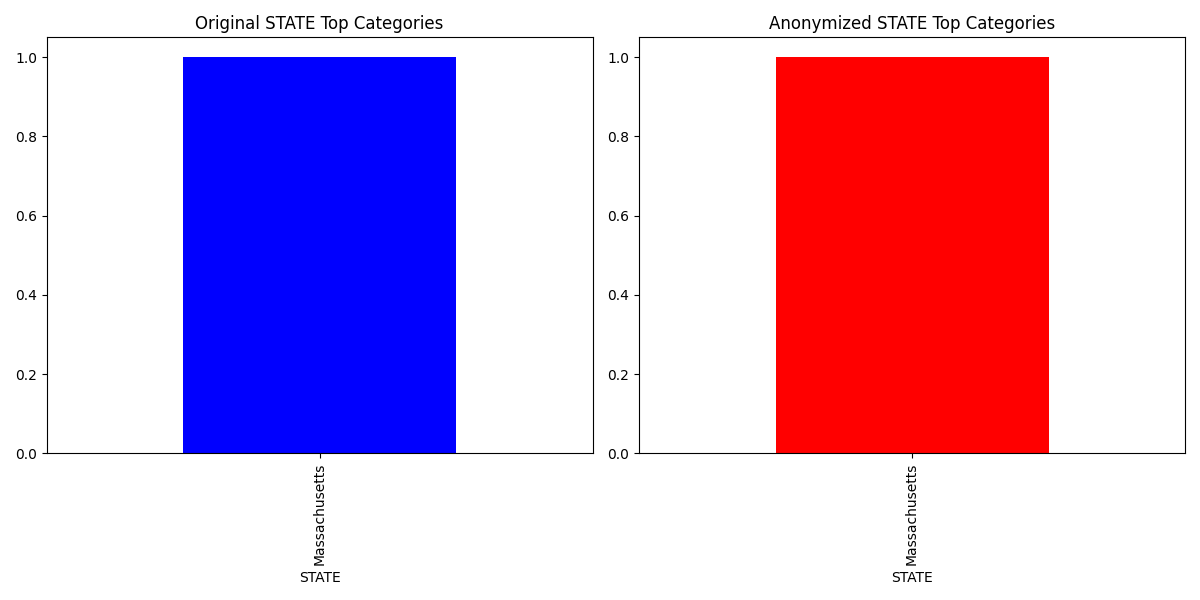 Original STATE Top Categories
1.0
0.8
0.6
0.4
0.2
0.0
Massachusetts
STATE
Anonymized STATE Top Categories
1.0
0.8
0.6
0.4
0.2
0.0
Massachusetts
STATE